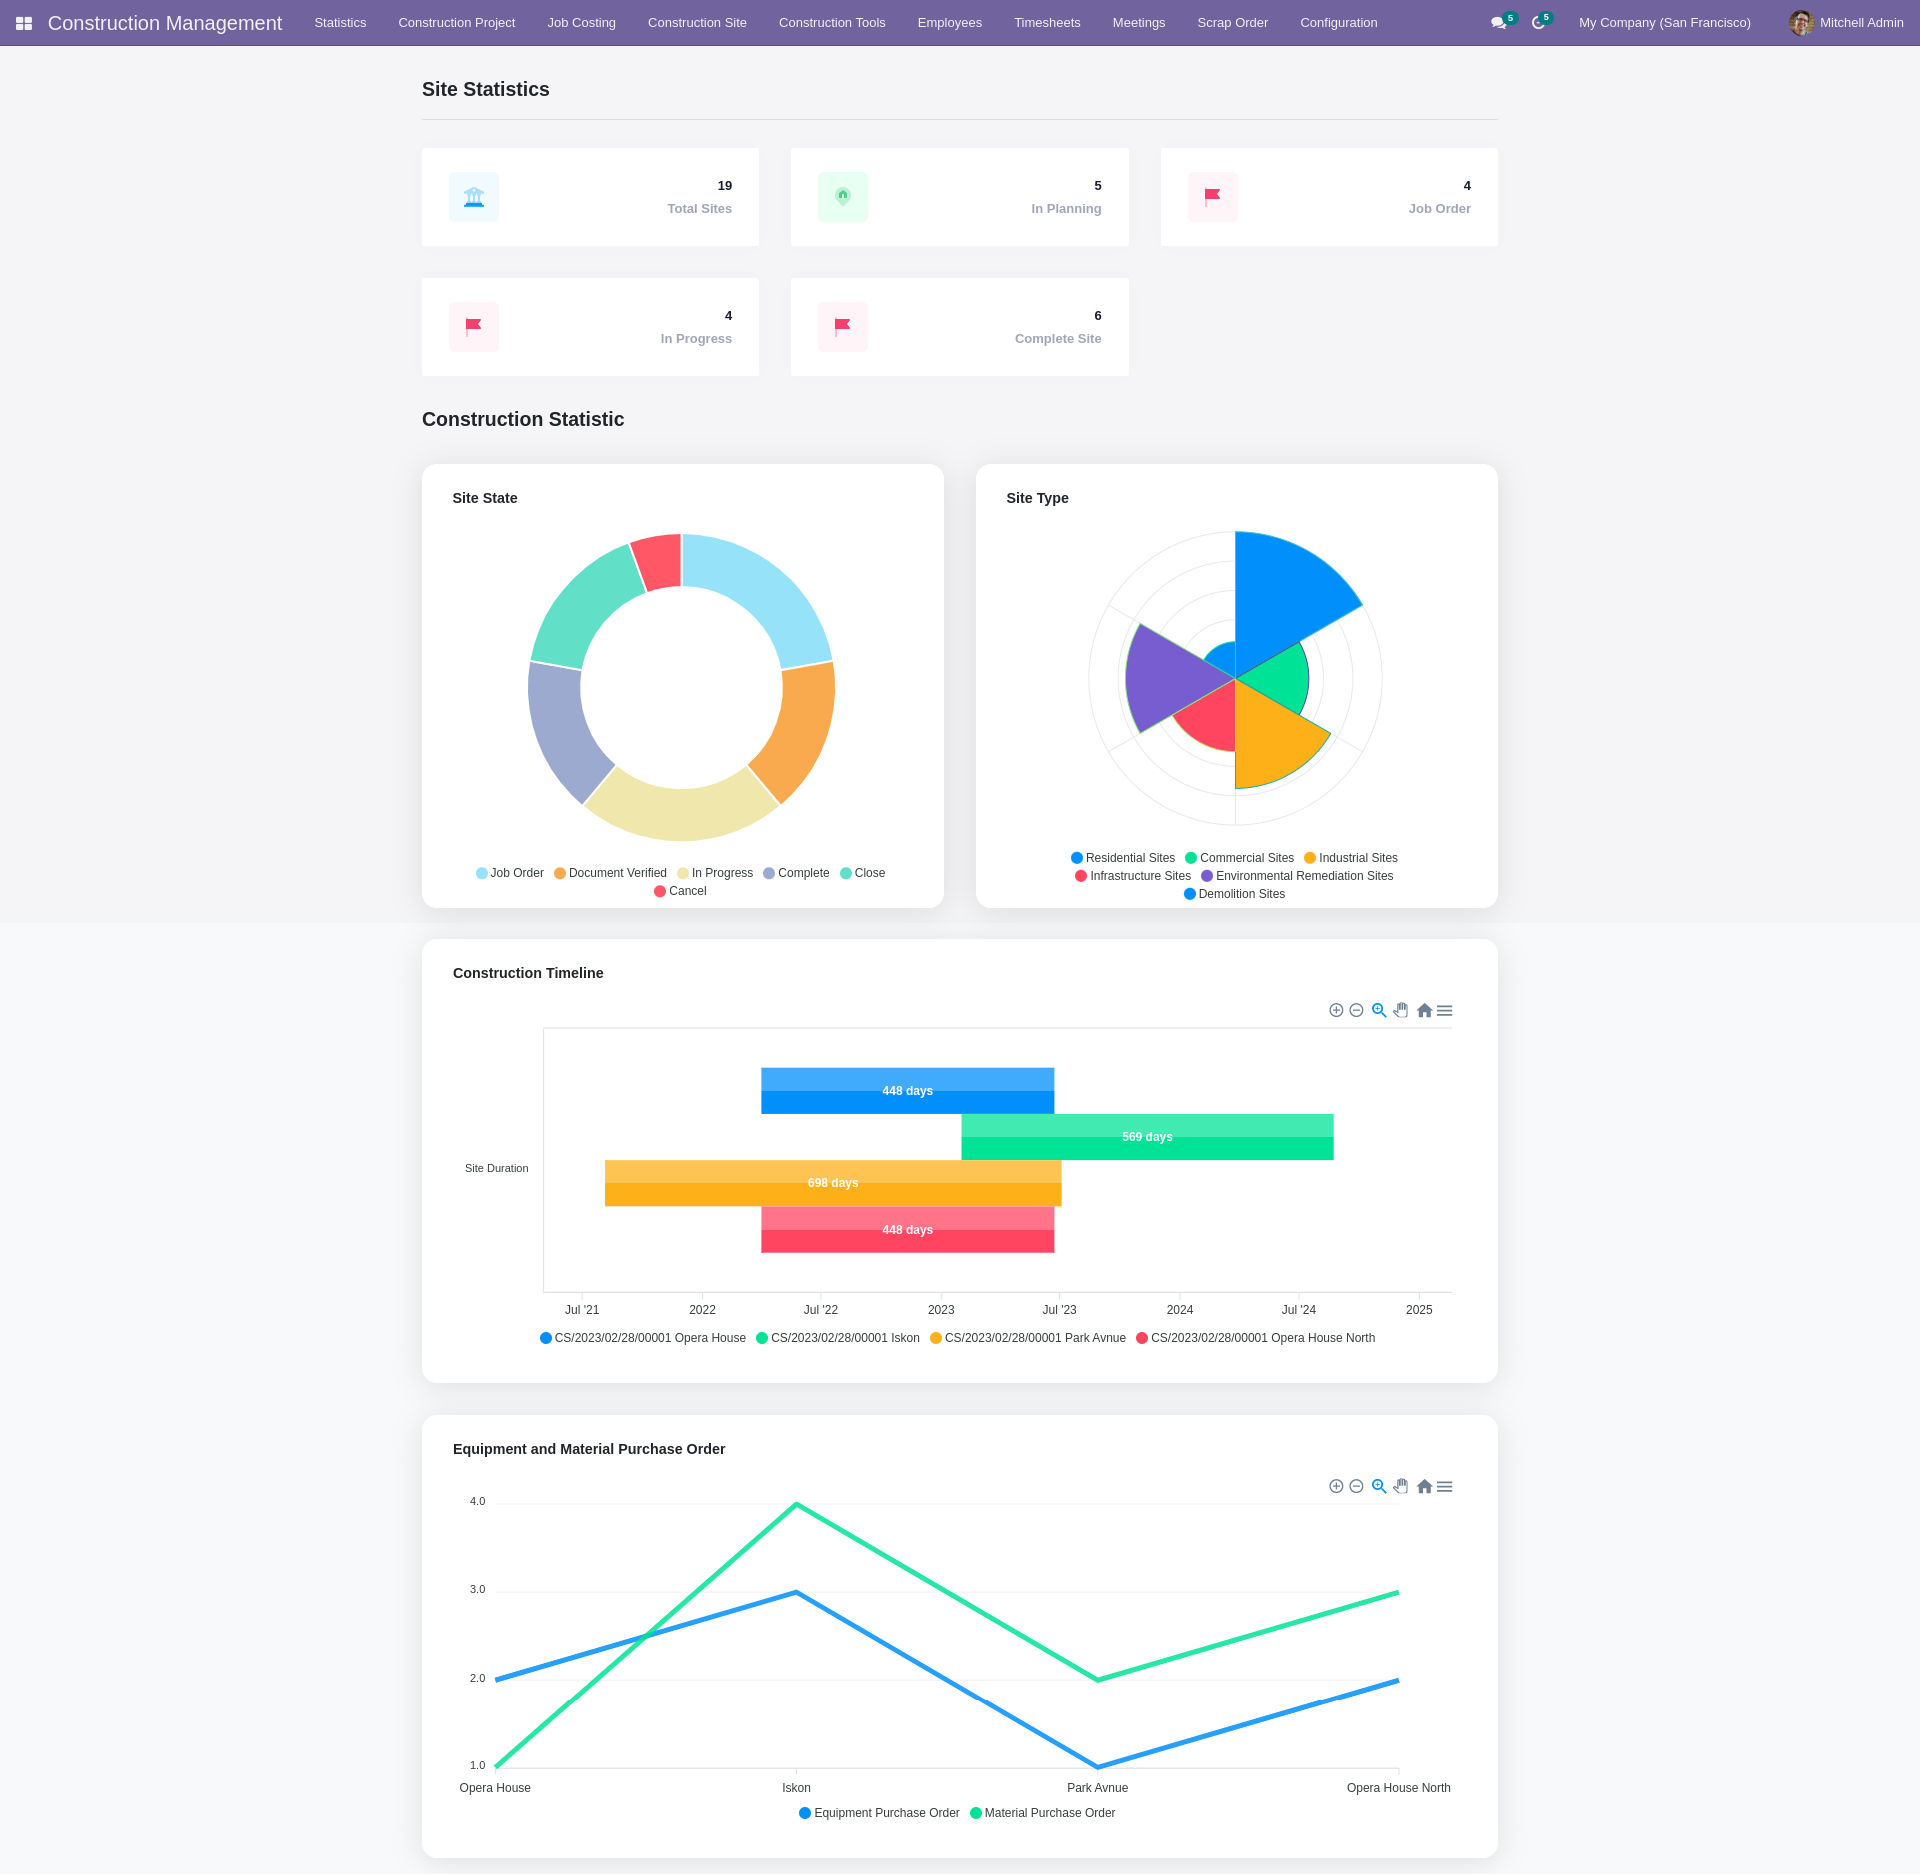 Construction Management Statistics Construction Project Job Costing Construction Site Construction Tools Employees Timesheets Meetings Scrap Order Configuration 5 5 My Company (San Francisco) Mitchell Admin
Site Statistics
19
Total Sites
5
In Planning
4
Job Order
4
In Progress
6
Complete Site
Construction Statistic
Site State
Job Order Document Verified In Progress Complete Close
Cancel
Site Type
Residential Sites Commercial Sites Industrial Sites
Infrastructure Sites Environmental Remediation Sites
Demolition Sites
Construction Timeline
448 days
569 days
Site Duration
698 days
448 days
Jul '21 2022 Jul '22 2023 Jul '23 2024 Jul '24 2025
CS/2023/02/28/00001 Opera House CS/2023/02/28/00001 Iskon CS/2023/02/28/00001 Park Avnue CS/2023/02/28/00001 Opera House North
Equipment and Material Purchase Order
4.0
3.0
2.0
1.0
Opera House Iskon Park Avnue Opera House North
Equipment Purchase Order Material Purchase Order